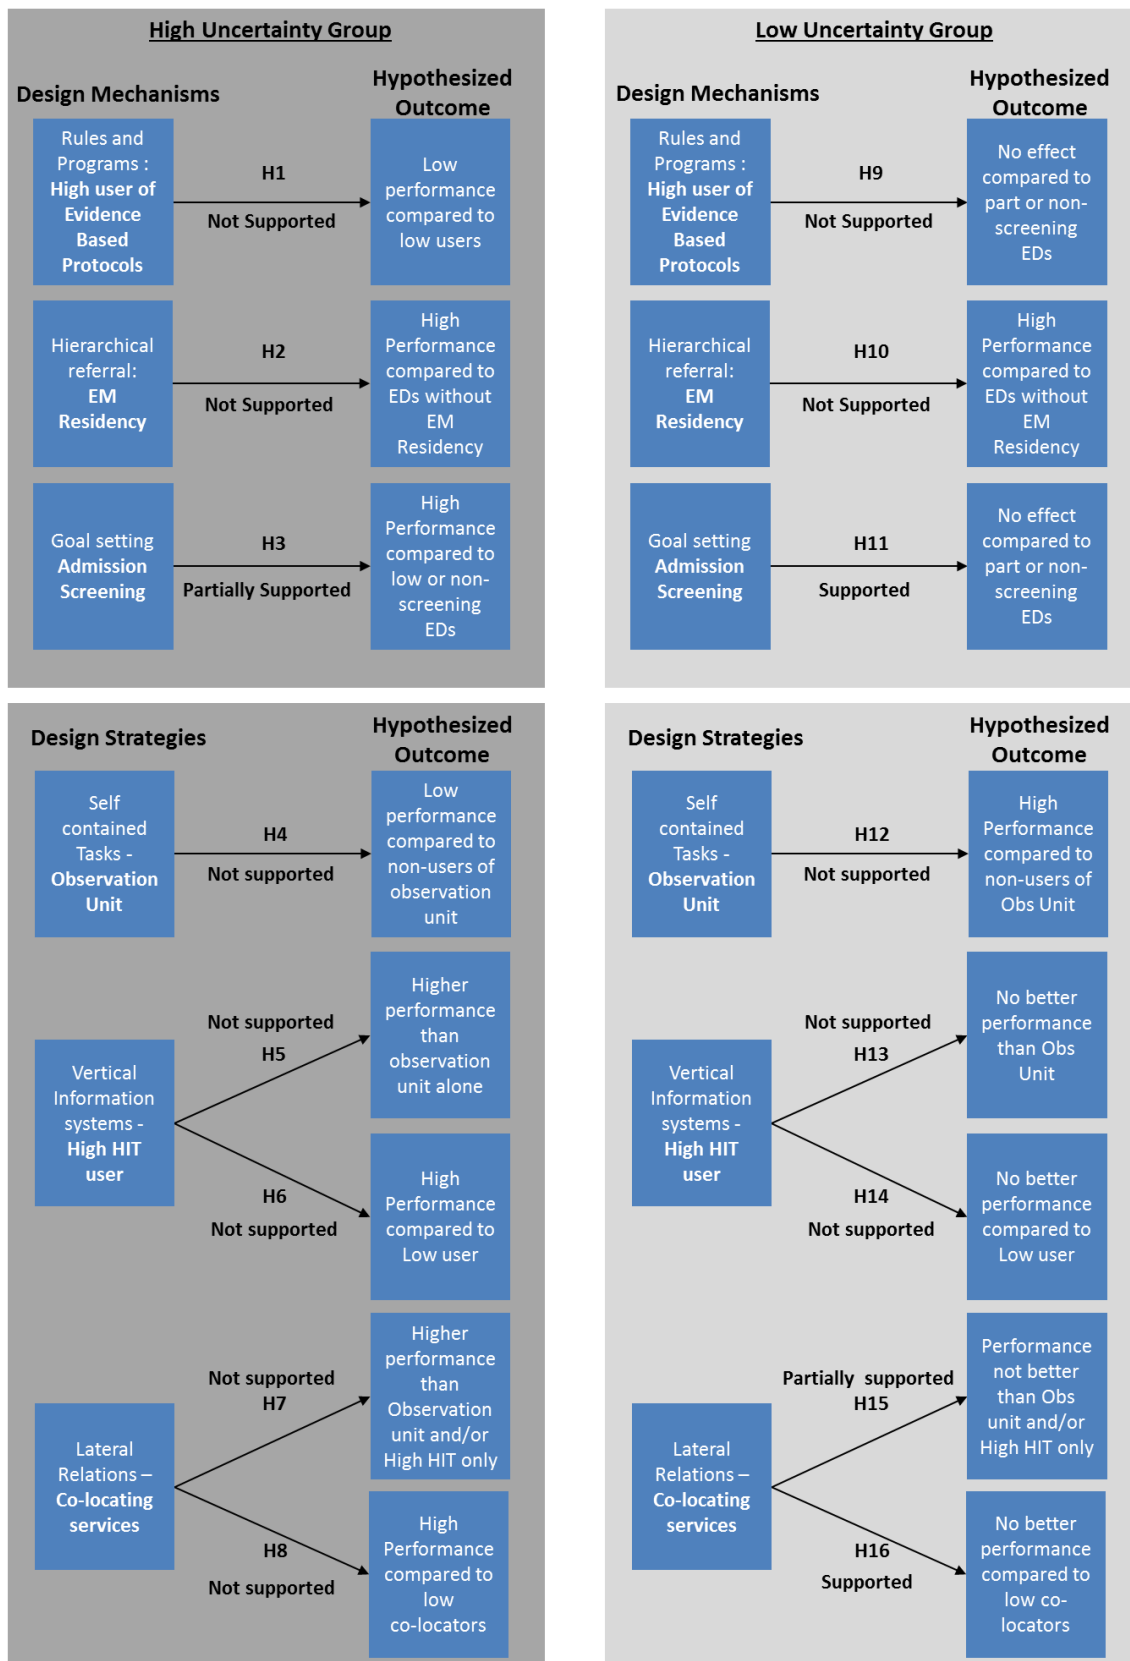 High Uncertainty Group
Design Mechanisms
Hypothesized
Outcome
Rules and
Programs :
High user of
Evidence
Based
Protocols
H1
Not Supported
Low
performance
compared to
low users
Hierarchical
referral:
EM
Residency
H2
Not Supported
High
Performance
compared to
EDs without
EM
Residency
Goal setting
Admission
Screening
H3
Partially Supported
High
Performance
compared to
low or non-
screening
EDs
Low Uncertainty Group
Design Mechanisms
Hypothesized
Outcome
Rules and
Programs :
High user of
Evidence
Based
Protocols
H9
Not Supported
No effect
compared to
part or non-
screening
EDs
Hierarchical
referral:
EM
Residency
H10
Not Supported
High
Performance
compared to
EDs without
EM
Residency
Goal setting
Admission
Screening
H11
Supported
No effect
compared to
part or non-
screening
EDs
Design Strategies
Hypothesized
Outcome
Self
contained
Tasks -
Observation
Unit
H4
Not supported
Low
performance
compared to
non-users of
observation
unit
Vertical
Information
systems -
High HIT
user
Not supported
H5
Higher
performance
than
observation
unit alone
H6
Not supported
High
Performance
compared to
Low user
Lateral
Relations –
Co-locating
services
Not supported
H7
Higher
performance
than
Observation
unit and/or
High HIT only
H8
Not supported
High
Performance
compared to
low
co-locators
Design Strategies
Hypothesized
Outcome
Self
contained
Tasks -
Observation
Unit
H12
Not supported
High
Performance
compared to
non-users of
Obs Unit
Vertical
Information
systems -
High HIT
user
Not supported
H13
No better
performance
than Obs
Unit
H14
Not supported
No better
performance
compared to
Low user
Lateral
Relations –
Co-locating
services
Partially supported
H15
Performance
not better
than Obs
unit and/or
High HIT only
H16
Supported
No better
performance
compared to
low co-
locators